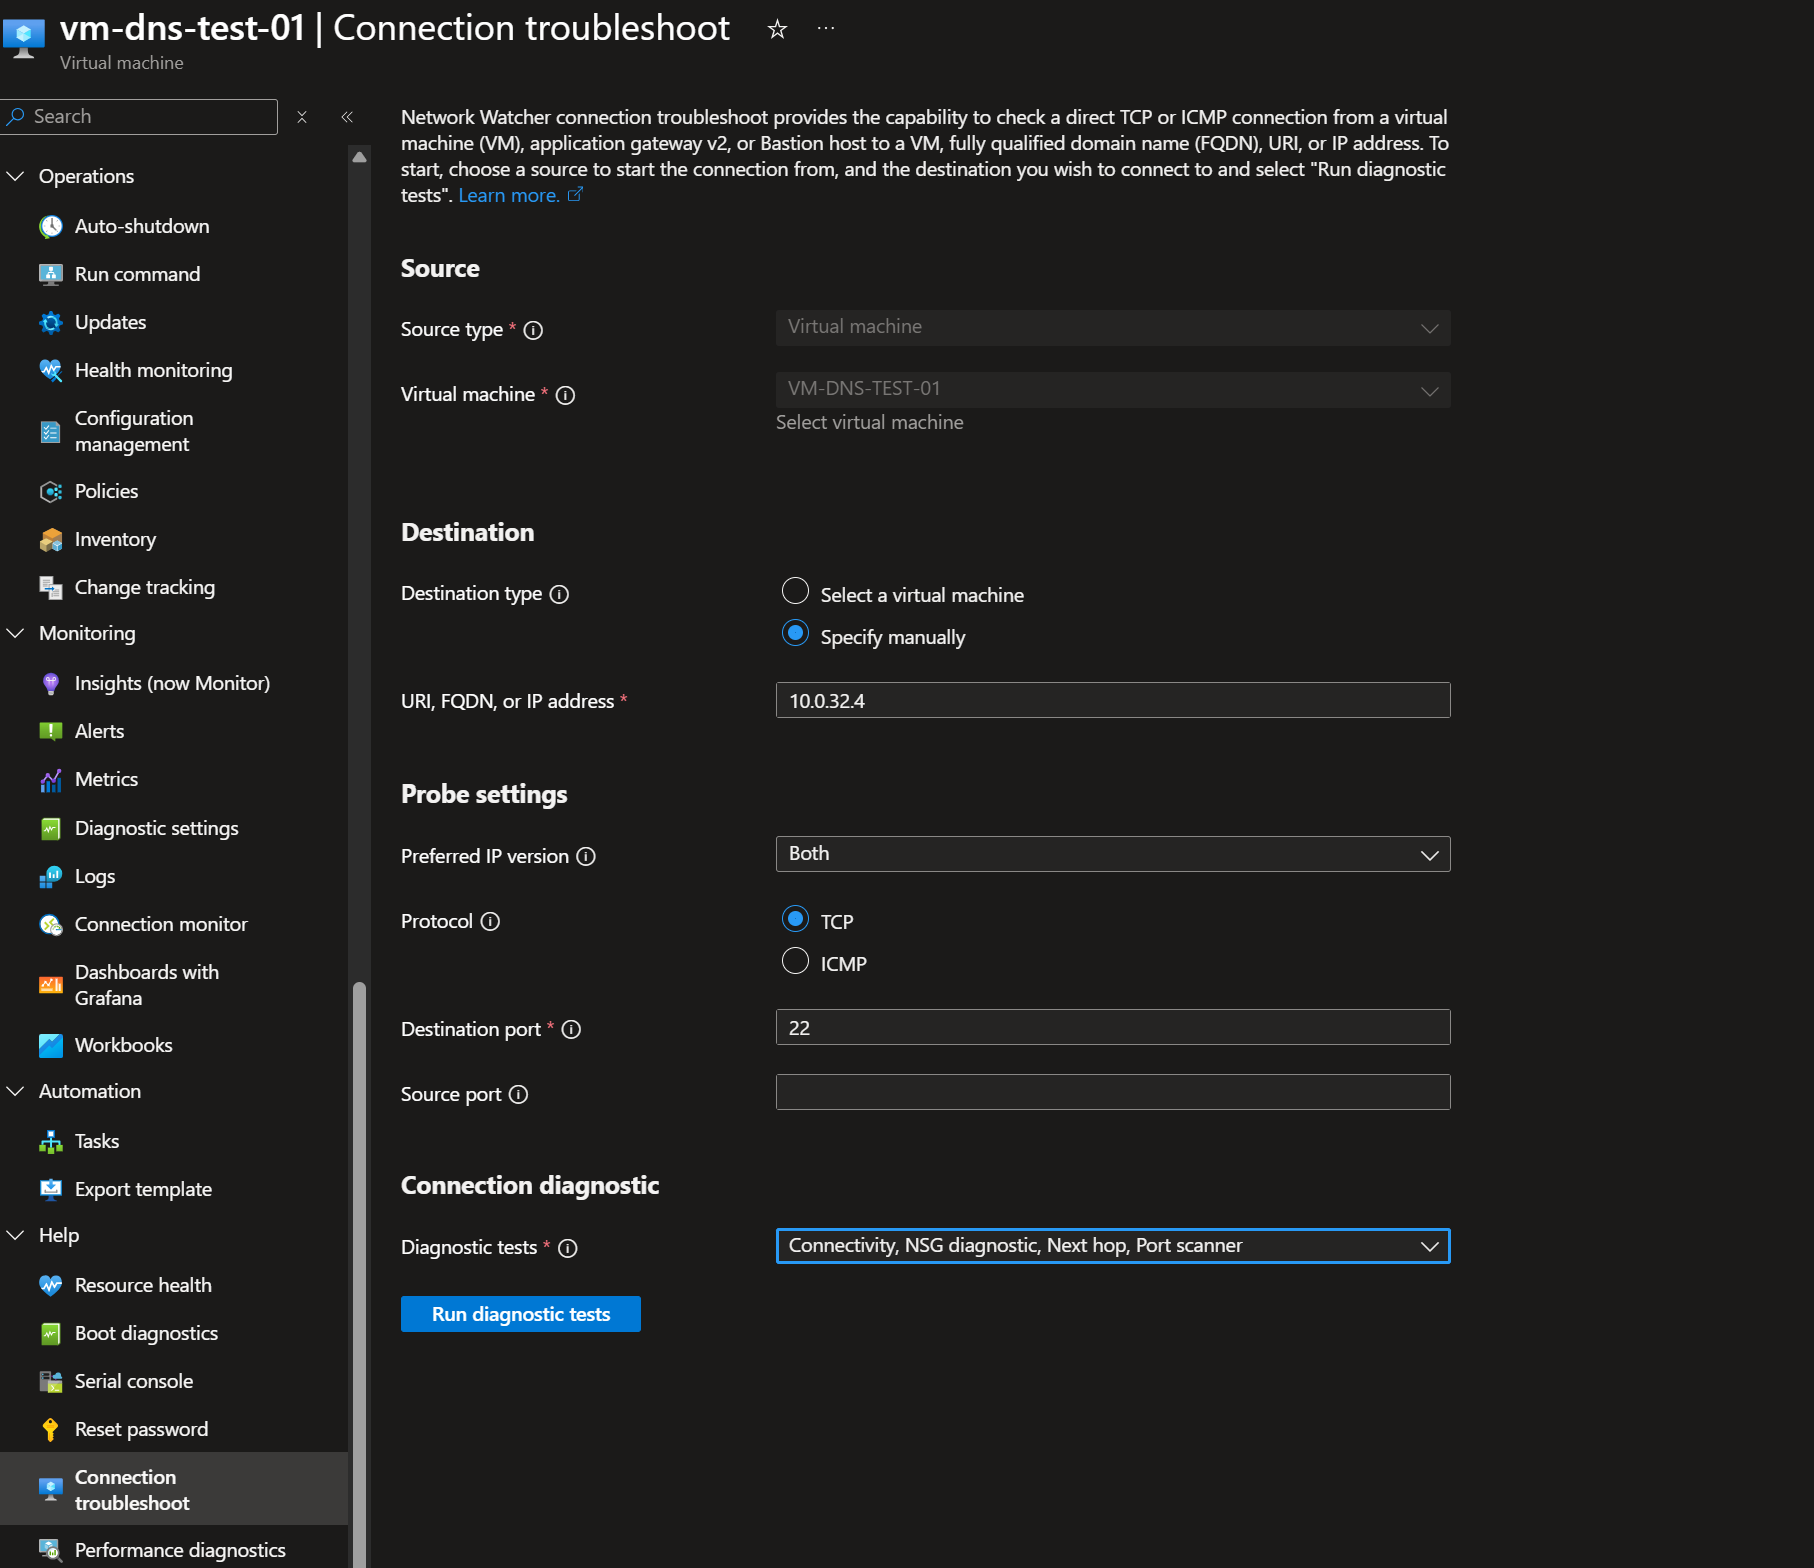 vm-dns-test-01 | Connection troubleshoot
Virtual machine
Search
Operations
Auto-shutdown
Run command
Updates
Health monitoring
Configuration
management
Policies
Inventory
Change tracking
Monitoring
Insights (now Monitor)
Alerts
Metrics
Diagnostic settings
Logs
Connection monitor
Dashboards with
Grafana
Workbooks
Automation
Tasks
Export template
Help
Resource health
Boot diagnostics
Serial console
Reset password
Connection
troubleshoot
Performance diagnostics
Network Watcher connection troubleshoot provides the capability to check a direct TCP or ICMP connection from a virtual
machine (VM), application gateway v2, or Bastion host to a VM, fully qualified domain name (FQDN), URI, or IP address. To
start, choose a source to start the connection from, and the destination you wish to connect to and select "Run diagnostic
tests". Learn more.
Source
Source type *
Virtual machine
Virtual machine *
VM-DNS-TEST-01
Select virtual machine
Destination
Destination type
Select a virtual machine
Specify manually
URI, FQDN, or IP address *
10.0.32.4
Probe settings
Preferred IP version
Both
Protocol
TCP
ICMP
Destination port *
22
Source port
Connection diagnostic
Diagnostic tests *
Connectivity, NSG diagnostic, Next hop, Port scanner
Run diagnostic tests